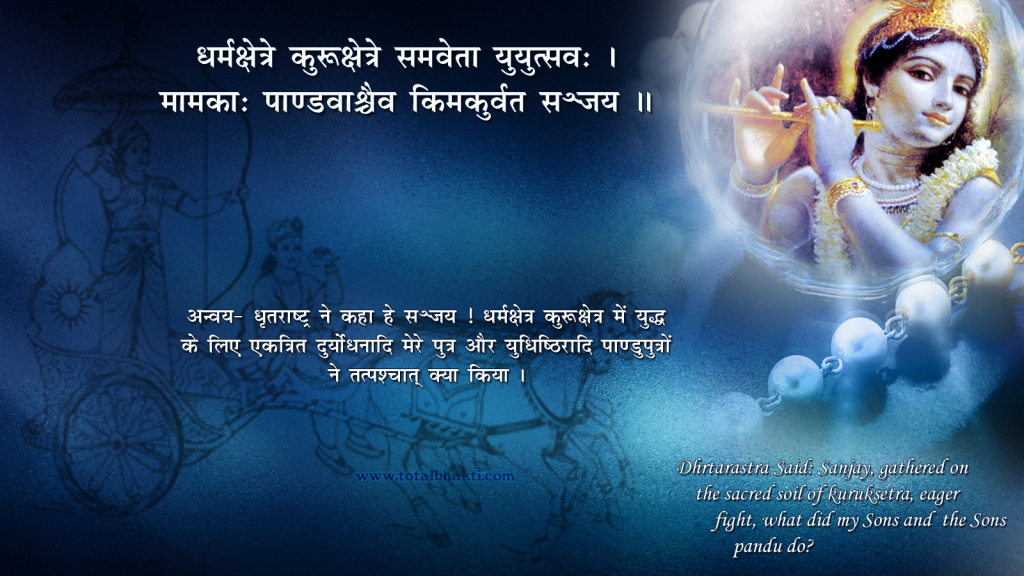 धर्मक्षेत्रे कुरूक्षेत्रे समवेता युयुत्सवः ।
मामकाः पाण्डवाश्चैव किमकुर्वत सञ्जय ॥
अन्वय- धृतराष्ट्र ने कहा हे सञ्जय ! धर्मक्षेत्र कुरूक्षेत्र में युद्ध
के लिए एकत्रित दुर्योधनादि मेरे पुत्र और युधिष्ठिरादि पाण्डुपुत्रों
ने तत्पश्चात् क्या किया ।
www.totalbhakti.com
Dhrtarastra Said: Sanjay, gathered on
the sacred soil of kuruksetra, eager
fight, what did my Sons and the Sons
pandu do?